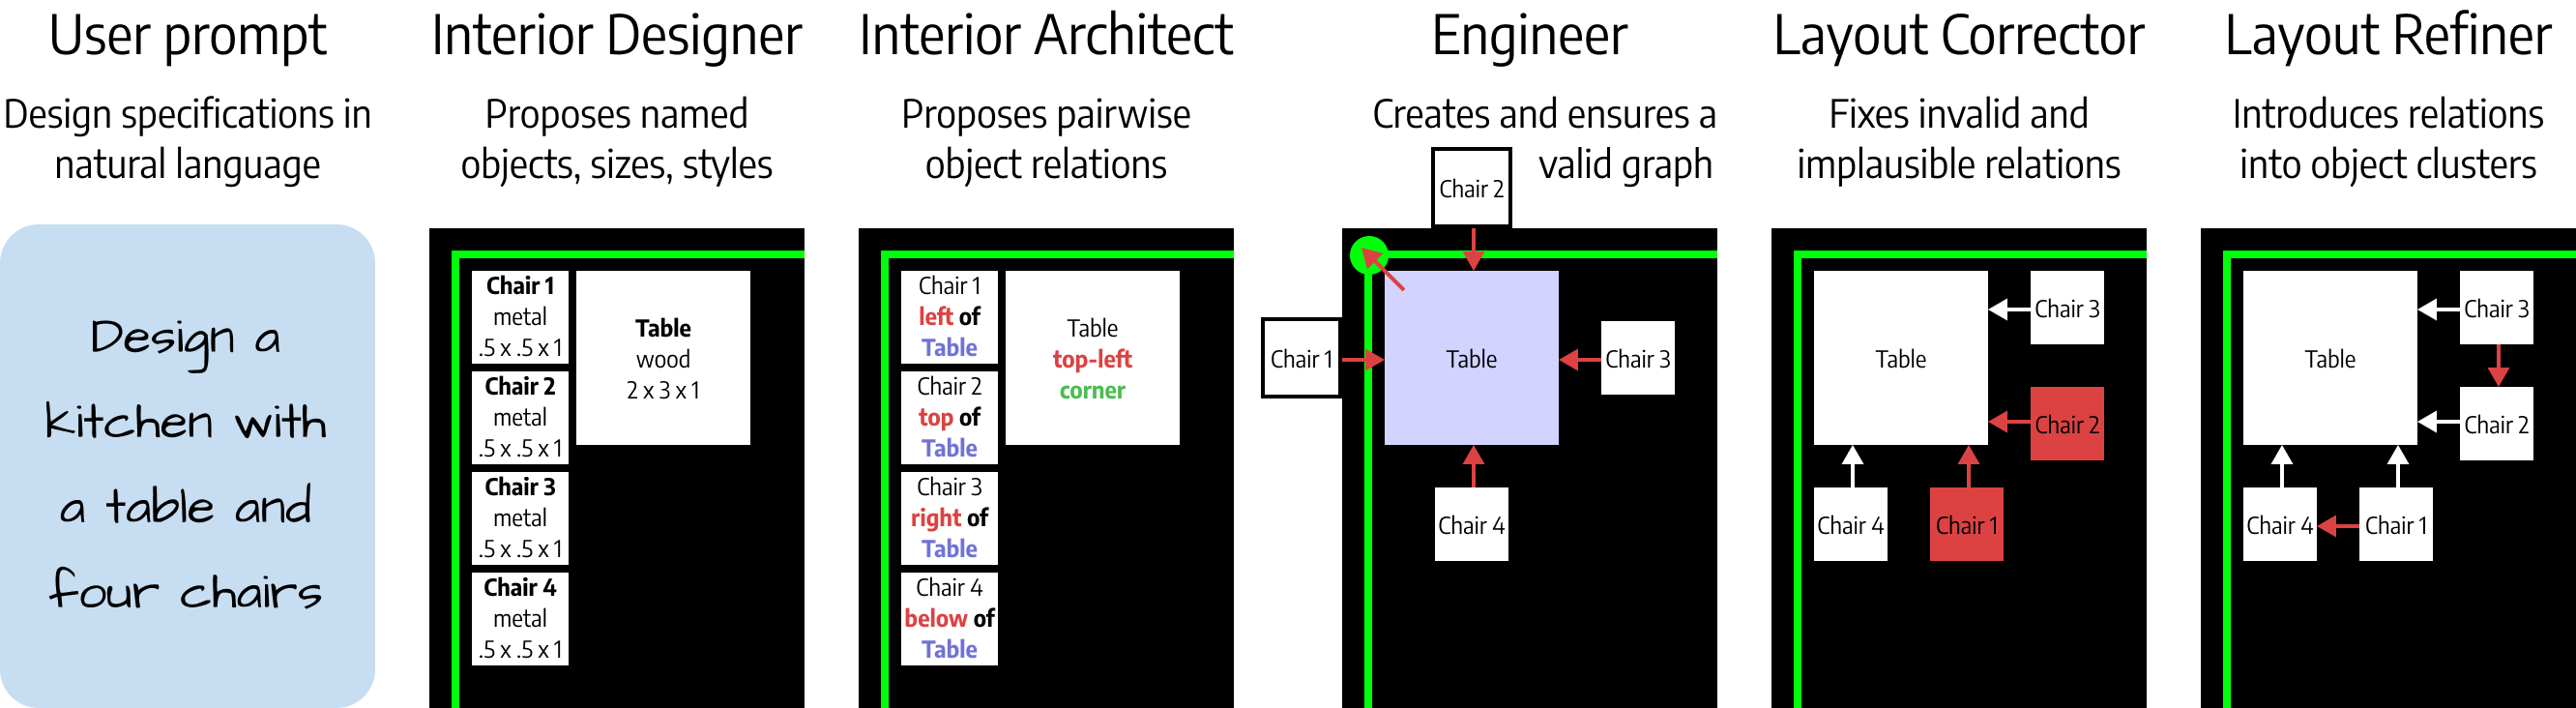 User prompt
Design specifications in
natural language
Design a
kitchen with
a table and
four chairs
Interior Designer
Proposes named
objects, sizes, styles
Chair 1
metal
.5 x .5 x 1
Chair 2
metal
.5 x .5 x 1
Chair 3
metal
.5 x .5 x 1
Chair 4
metal
.5 x .5 x 1
Table
wood
2 x 3 x 1
Interior Architect
Proposes pairwise
object relations
Chair 1
left of
Table
Chair 2
top of
Table
Chair 3
right of
Table
Chair 4
below of
Table
Table
top-left
corner
Engineer
Creates and ensures a
valid graph
Chair 2
Chair 1
Table
Chair 3
Chair 4
Layout Corrector
Fixes invalid and
implausible relations
Chair 3
Table
Chair 2
Chair 4
Chair 1
Layout Refiner
Introduces relations
into object clusters
Chair 3
Table
Chair 2
Chair 4
Chair 1